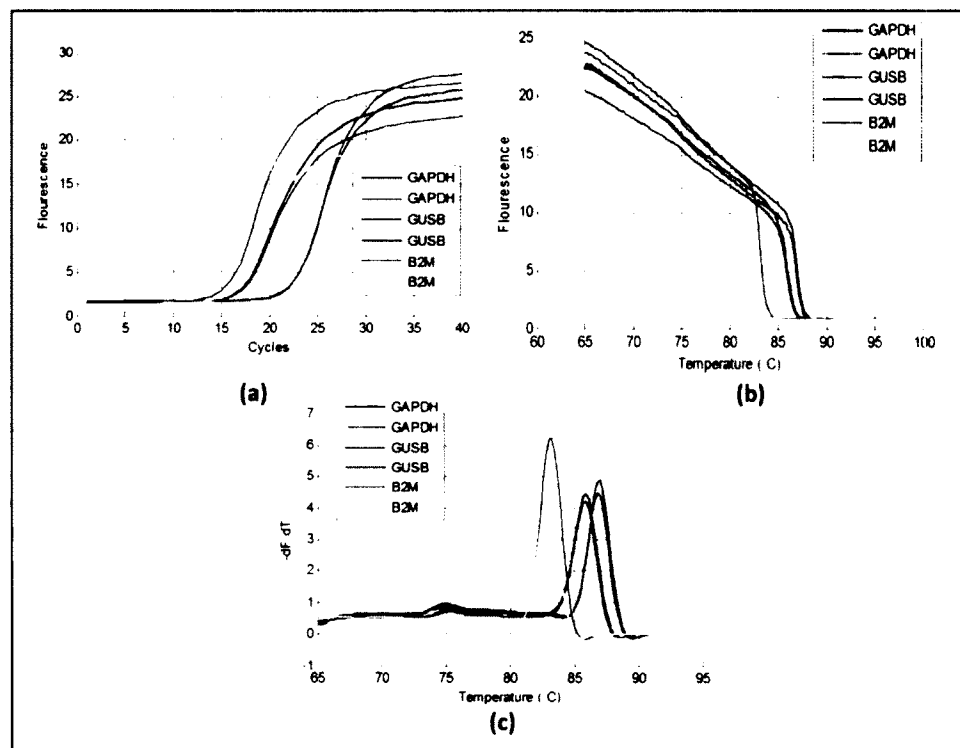 30
25
20
15
10
5
0
Flourescence
GAPDH
GAPDH
GUSB
GUSB
B2M
B2M
0 5 10 15 20 25 30 35 40
Cycles
(a)
25
20
15
10
5
0
Flourescence
GAPDH
GAPDH
GUSB
GUSB
B2M
B2M
60 65 70 75 80 85 90 95 100
Temperature ( C)
(b)
7
6
5
4
3
2
1
0
1
-dF dT
GAPDH
GAPDH
GUSB
GUSB
B2M
B2M
65 70 75 80 85 90 95
Temperature ( C)
(c)